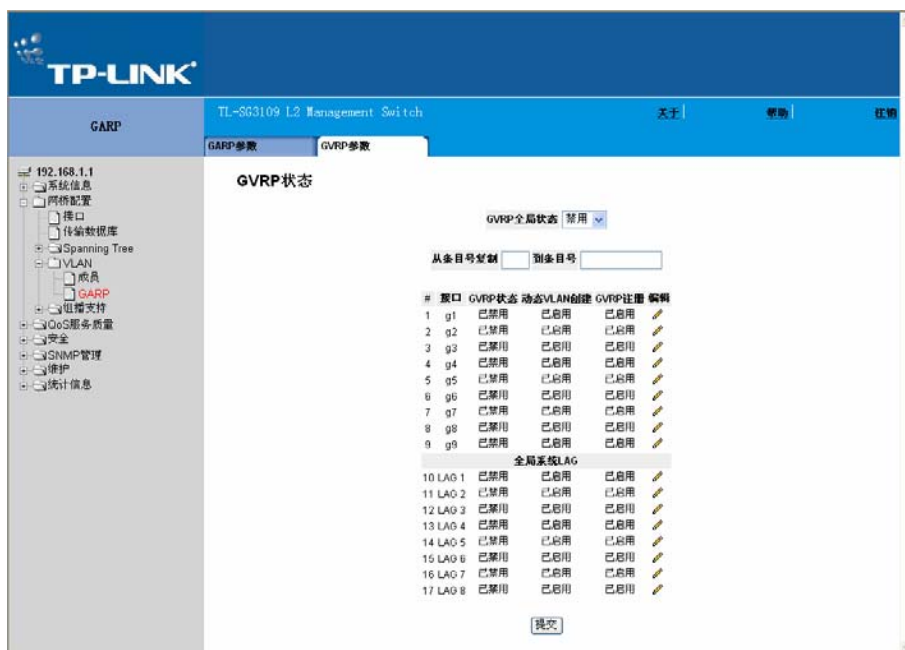 TP-LINK
GARP
TL-SG3109 L2 Management Switch
关于
帮助
注销
GARP参数
GVRP参数
192.168.1.1
系统信息
网桥配置
接口
传输数据库
Spanning Tree
VLAN
成员
GARP
组播支持
QoS服务质量
安全
SNMP管理
维护
统计信息
GVRP状态
GVRP全局状态 禁用
从条目号复制 到条目号
# 接口 GVRP状态 动态VLAN创建 GVRP注册 编辑
1 g1 已禁用 已启用 已启用
2 g2 已禁用 已启用 已启用
3 g3 已禁用 已启用 已启用
4 g4 已禁用 已启用 已启用
5 g5 已禁用 已启用 已启用
6 g6 已禁用 已启用 已启用
7 g7 已禁用 已启用 已启用
8 g8 已禁用 已启用 已启用
9 g9 已禁用 已启用 已启用
全局系统LAG
10 LAG 1 已禁用 已启用 已启用
11 LAG 2 已禁用 已启用 已启用
12 LAG 3 已禁用 已启用 已启用
13 LAG 4 已禁用 已启用 已启用
14 LAG 5 已禁用 已启用 已启用
15 LAG 6 已禁用 已启用 已启用
16 LAG 7 已禁用 已启用 已启用
17 LAG 8 已禁用 已启用 已启用
提交